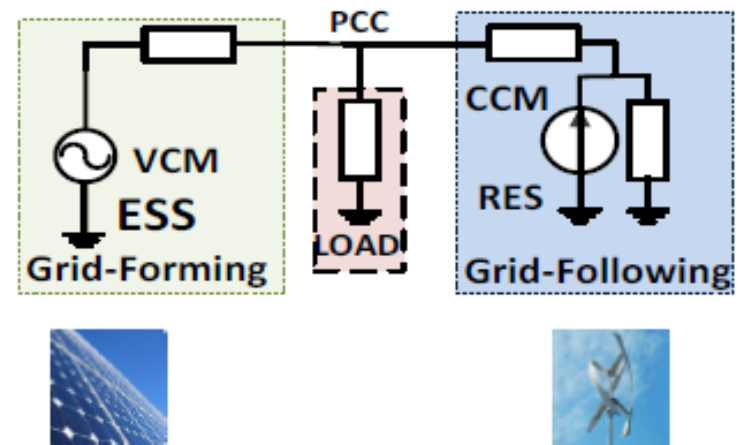 PCC
CCM
VCM
RES
ESS
LOAD
Grid-Forming
Grid-Following